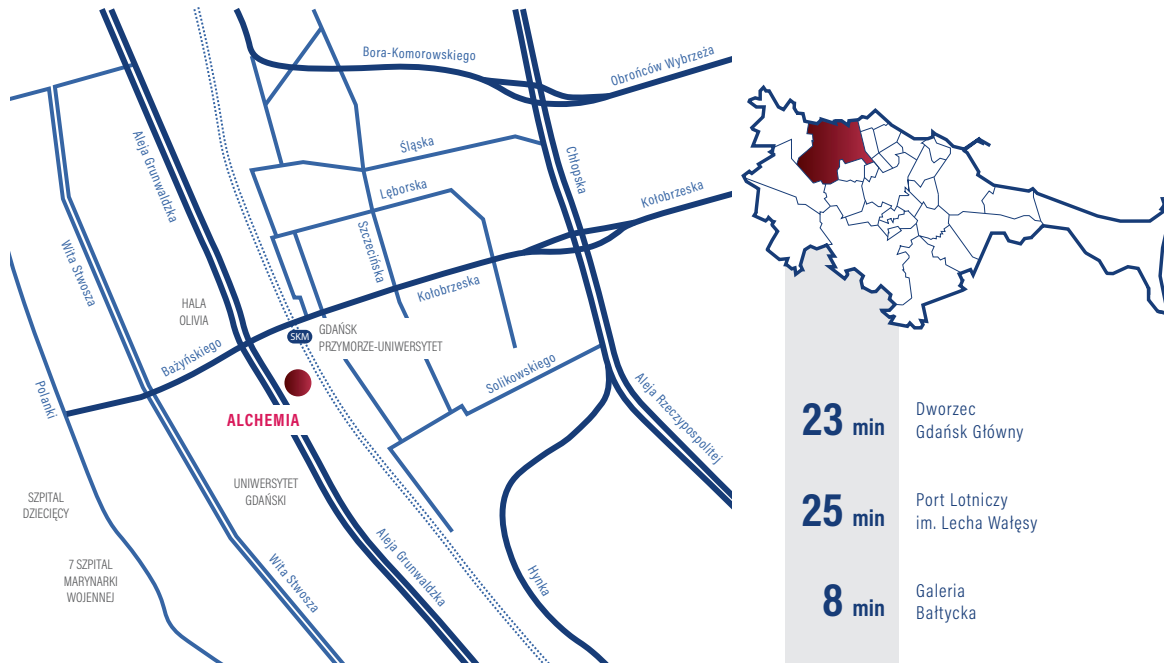 Bora-Komorowskiego
Obrońców Wybrzeża
Aleja Grunwaldzka
Śląska
Chłopska
Lęborska
Kołobrzeska
Szczecińska
Wita Stwosza
Kołobrzeska
HALA
OLIVIA
SKM
GDAŃSK
PRZYMORZE-UNIWERSYTET
Bażyńskiego
Solikowskiego
Polanki
ALCHEMIA
Aleja Rzeczypospolitej
UNIWERSYTET
GDAŃSKI
SZPITAL
DZIECIĘCY
7 SZPITAL
MARYNARKI
WOJENNEJ
Wita Stwosza
Aleja Grunwaldzka
Hynka
23 min
Dworzec
Gdańsk Główny
25 min
Port Lotniczy
im. Lecha Wałęsy
8 min
Galeria
Bałtycka